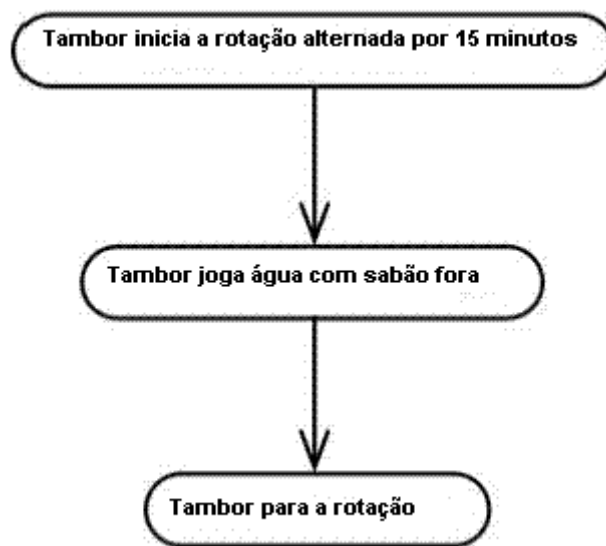 Tambor inicia a rotação alternada por 15 minutos
Tambor joga água com sabão fora
Tambor para a rotação